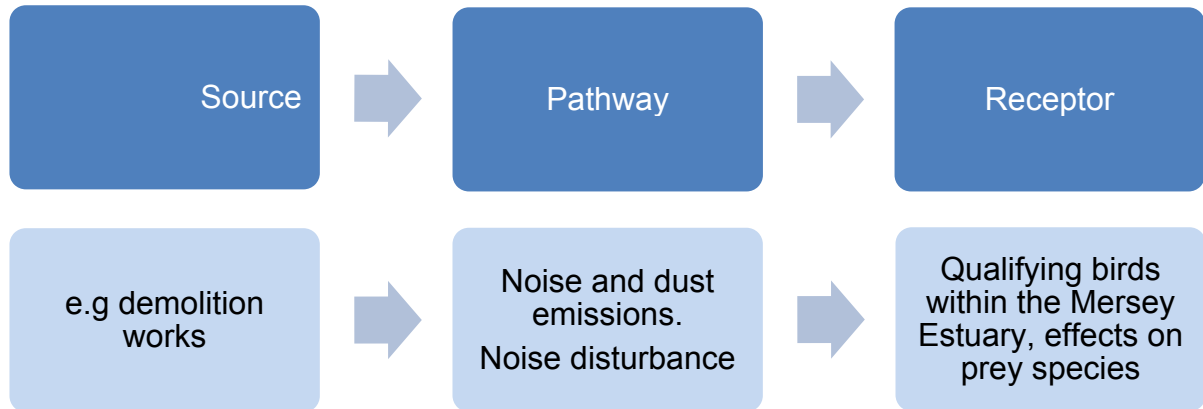 Source
Pathway
Receptor
e.g demolition
works
Noise and dust
emissions.
Noise disturbance
Qualifying birds
within the Mersey
Estuary, effects on
prey species